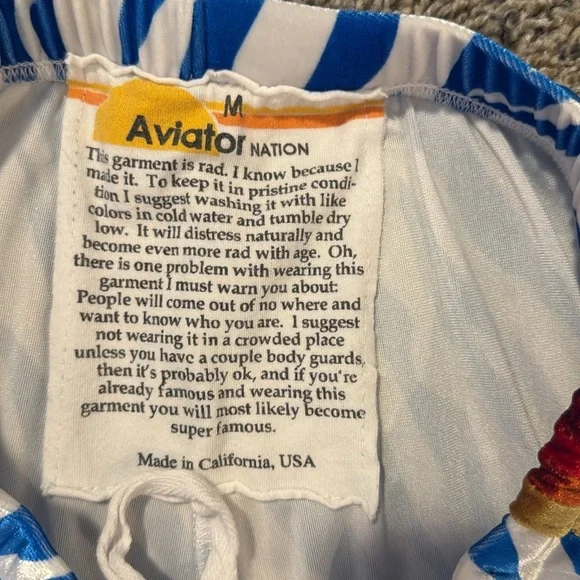 M
Aviator NATION
This garment is rad. I know because I
made it. To keep it in pristine condi-
tion I suggest washing it with like
colors in cold water and tumble dry
low. It will distress naturally and
become even more rad with age. Oh,
there is one problem with wearing this
garment I must warn you about:
People will come out of no where and
want to know who you are. I suggest
not wearing it in a crowded place
unless you have a couple body guards,
then it's probably ok, and if you're
already famous and wearing this
garment you will most likely become
super famous.
Made in California, USA